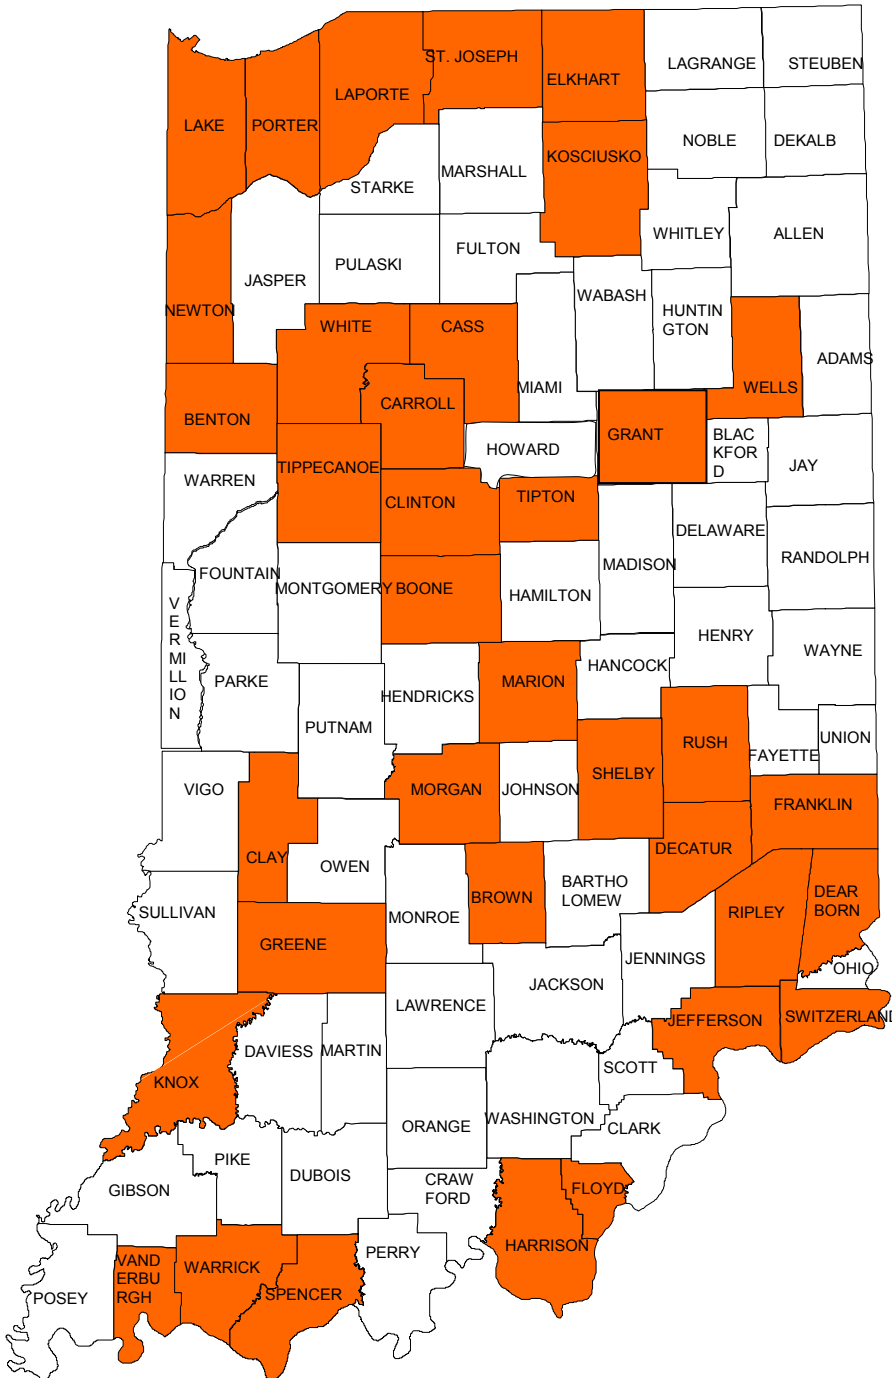 ST. JOSEPH
LAGRANGE
STEUBEN
ELKHART
LAPORTE
LAKE
PORTER
NOBLE
DEKALB
KOSCIUSKO
MARSHALL
STARKE
WHITLEY
ALLEN
FULTON
PULASKI
JASPER
WABASH
NEWTON
HUNTIN
GTON
WHITE
CASS
ADAMS
MIAMI
WELLS
CARROLL
BENTON
GRANT
BLAC
KFOR
D
HOWARD
TIPPECANOE
JAY
WARREN
TIPTON
CLINTON
DELAWARE
RANDOLPH
MADISON
FOUNTAIN
MONTGOMERY
BOONE
HAMILTON
V
E
R
MI
LLI
O
N
HENRY
WAYNE
HANCOCK
PARKE
MARION
HENDRICKS
PUTNAM
RUSH
UNION
FAYETTE
SHELBY
VIGO
MORGAN
JOHNSON
FRANKLIN
DECATUR
CLAY
OWEN
BARTHO
LOMEW
DEAR
BORN
BROWN
SULLIVAN
MONROE
RIPLEY
GREENE
JENNINGS
OHIO
JACKSON
LAWRENCE
SWITZERLAND
JEFFERSON
DAVIESS
MARTIN
SCOTT
KNOX
WASHINGTON
ORANGE
CLARK
PIKE
DUBOIS
CRAW
FORD
GIBSON
FLOYD
HARRISON
PERRY
VAND
ERBU
RGH
WARRICK
SPENCER
POSEY